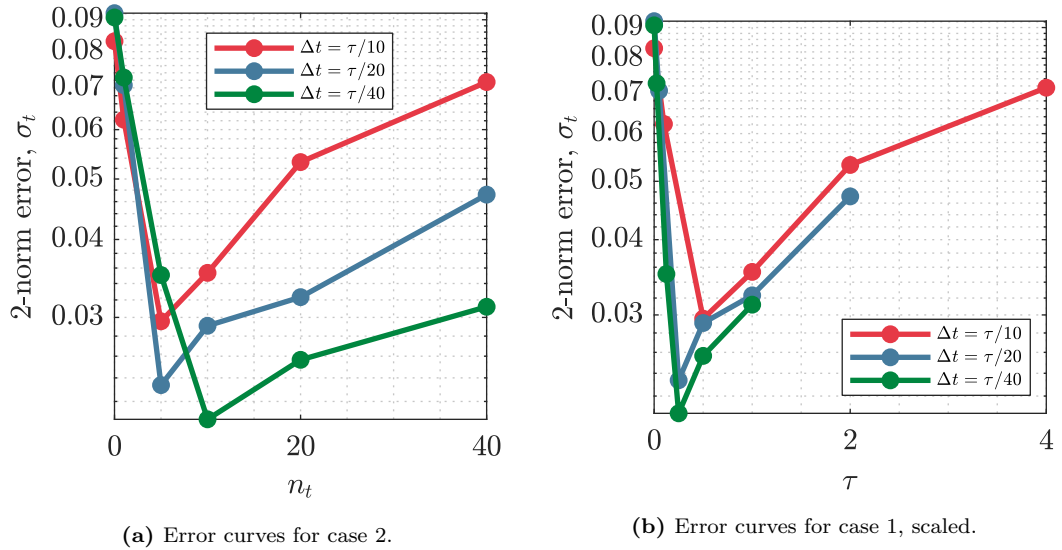 0.09
0.08
0.07
0.06
0.05
0.04
0.03
2-norm error, σ_t
Δt = τ/10
Δt = τ/20
Δt = τ/40
0 20 40
n_t
(a) Error curves for case 2.
0.09
0.08
0.07
0.06
0.05
0.04
0.03
2-norm error, σ_t
Δt = τ/10
Δt = τ/20
Δt = τ/40
0 2 4
τ
(b) Error curves for case 1, scaled.